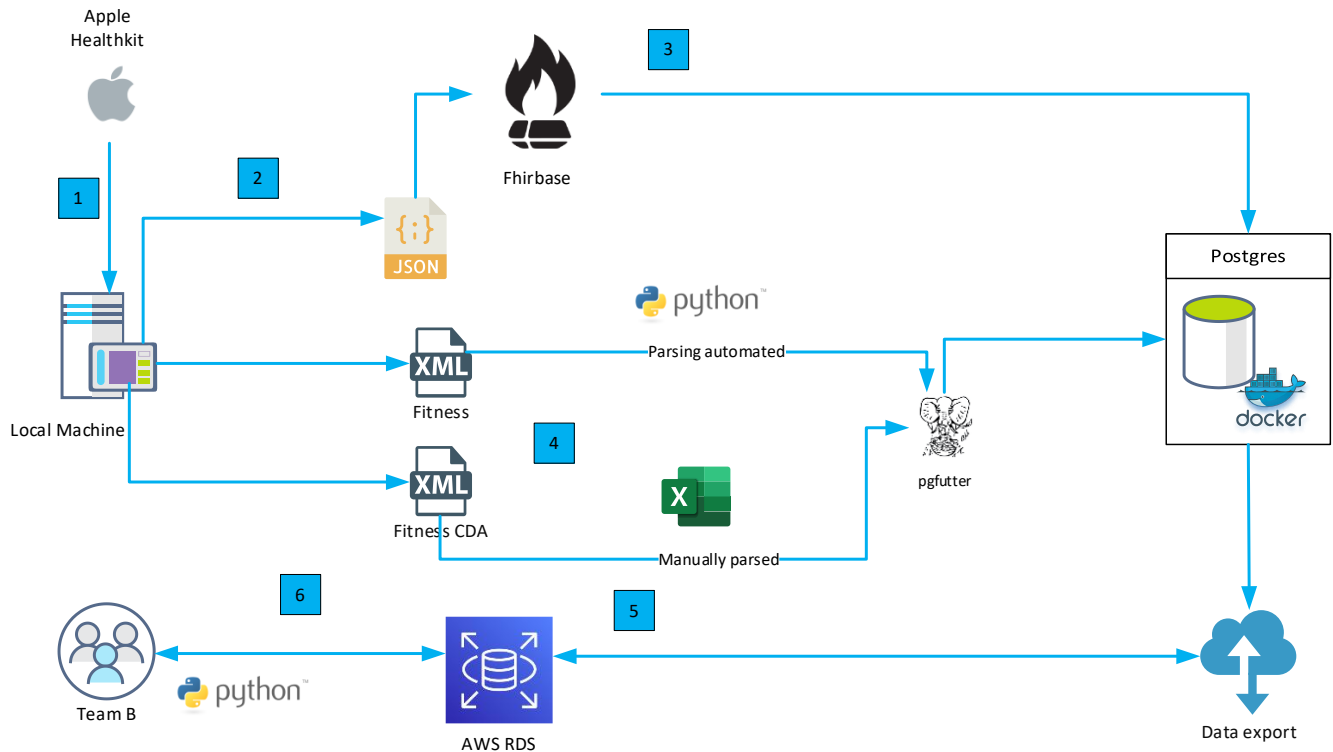 Apple
Healthkit
3
2
1
Fhirbase
{;}
JSON
Postgres
python™
XML
Parsing automated
Fitness
docker
Local Machine
4
XML
pgfutter
X
Fitness CDA
Manually parsed
6
5
python™
Team B
AWS RDS
Data export